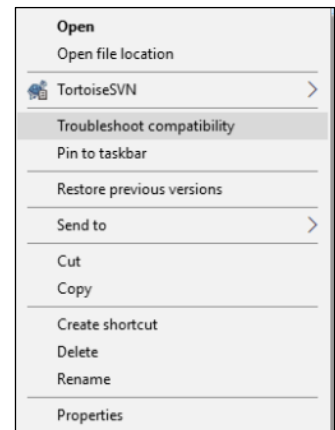 Open
Open file location
TortoiseSVN
Troubleshoot compatibility
Pin to taskbar
Restore previous versions
Send to
Cut
Copy
Create shortcut
Delete
Rename
Properties